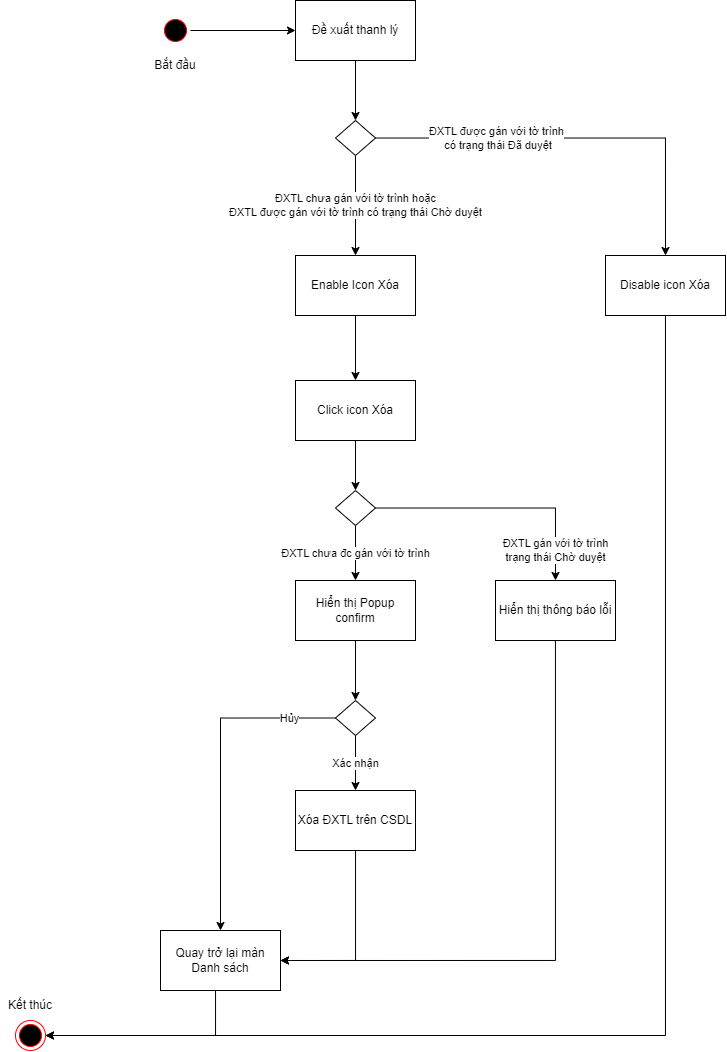 Đề xuất thanh lý
Bắt đầu
ĐXTL được gán với tờ trình
có trạng thái Đã duyệt
ĐXTL chưa gán với tờ trình hoặc
ĐXTL được gán với tờ trình có trạng thái Chờ duyệt
Enable Icon Xóa
Disable icon Xóa
Click icon Xóa
ĐXTL chưa đc gán với tờ trình
ĐXTL gán với tờ trình
trạng thái Chờ duyệt
Hiển thị Popup
confirm
Hiển thị thông báo lỗi
Hủy
Xác nhận
Xóa ĐXTL trên CSDL
Quay trở lại màn
Danh sách
Kết thúc